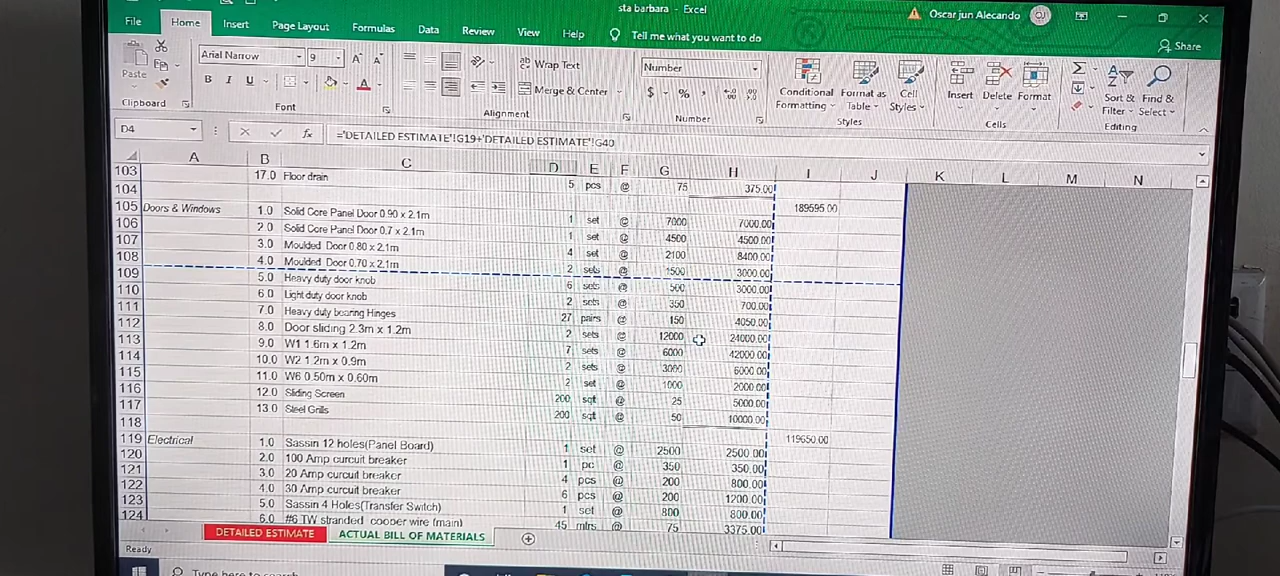 sta barbara - Excel
Oscar jun Alecando OJ
File Home Insert Page Layout Formulas Data Review View Help Tell me what you want to do Share
Paste
Arial Narrow 9
B I U
Wrap Text
Merge & Center
Number
$ % ,
Conditional Formatting
Format as Table
Cell Styles
Insert Delete Format
Sort & Filter
Find & Select
Clipboard Font Alignment Number Styles Cells Editing
D4 fx ='DETAILED ESTIMATE'!G19+'DETAILED ESTIMATE'!G40
A B C D E F G H I J K L M N
103 17.0 Floor drain 5 pcs @ 75 375.00
104 189595.00
105 Doors & Windows 1.0 Solid Core Panel Door 0.90 x 2.1m 1 set @ 7000 7000.00
106 2.0 Solid Core Panel Door 0.7 x 2.1m 1 set @ 4500 4500.00
107 3.0 Moulded Door 0.80 x 2.1m 4 set @ 2100 8400.00
108 4.0 Moulded Door 0.70 x 2.1m 2 sets @ 1500 3000.00
109 5.0 Heavy duty door knob 6 sets @ 500 3000.00
110 6.0 Light duty door knob 2 sets @ 350 700.00
111 7.0 Heavy duty bearing Hinges 27 pairs @ 150 4050.00
112 8.0 Door sliding 2.3m x 1.2m 2 sets @ 12000 24000.00
113 9.0 W1 1.6m x 1.2m 7 sets @ 6000 42000.00
114 10.0 W2 1.2m x 0.9m 2 sets @ 3000 6000.00
115 11.0 W6 0.50m x 0.60m 2 set @ 1000 2000.00
116 12.0 Sliding Screen 200 sqt @ 25 5000.00
117 13.0 Steel Grills 200 sqt @ 50 10000.00
118 119650.00
119 Electrical 1.0 Sassin 12 holes(Panel Board) 1 set @ 2500 2500.00
120 2.0 100 Amp curcuit breaker 1 pc @ 350 350.00
121 3.0 20 Amp curcuit breaker 4 pcs @ 200 800.00
122 4.0 30 Amp curcuit breaker 6 pcs @ 200 1200.00
123 5.0 Sassin 4 Holes(Transfer Switch) 1 set @ 800 800.00
124 6.0 #6 TW stranded cooper wire (main) 45 mtrs @ 75 3375.00
DETAILED ESTIMATE ACTUAL BILL OF MATERIALS
Ready
Type here to search